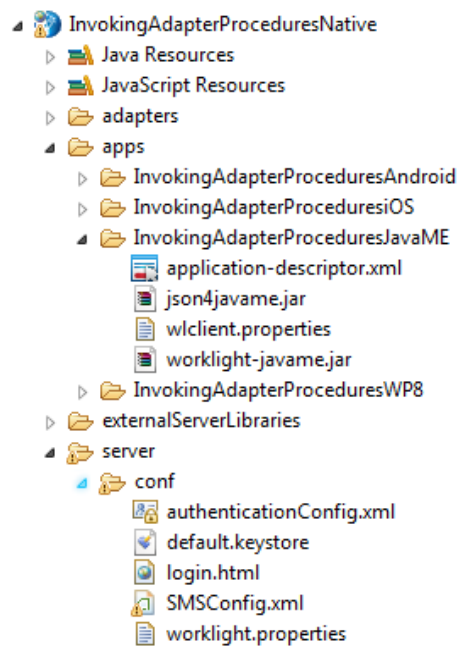 InvokingAdapterProceduresNative
Java Resources
JavaScript Resources
adapters
apps
InvokingAdapterProceduresAndroid
InvokingAdapterProceduresiOS
InvokingAdapterProceduresJavaME
application-descriptor.xml
json4javame.jar
wlclient.properties
worklight-javame.jar
InvokingAdapterProceduresWP8
externalServerLibraries
server
conf
authenticationConfig.xml
default.keystore
login.html
SMSConfig.xml
worklight.properties